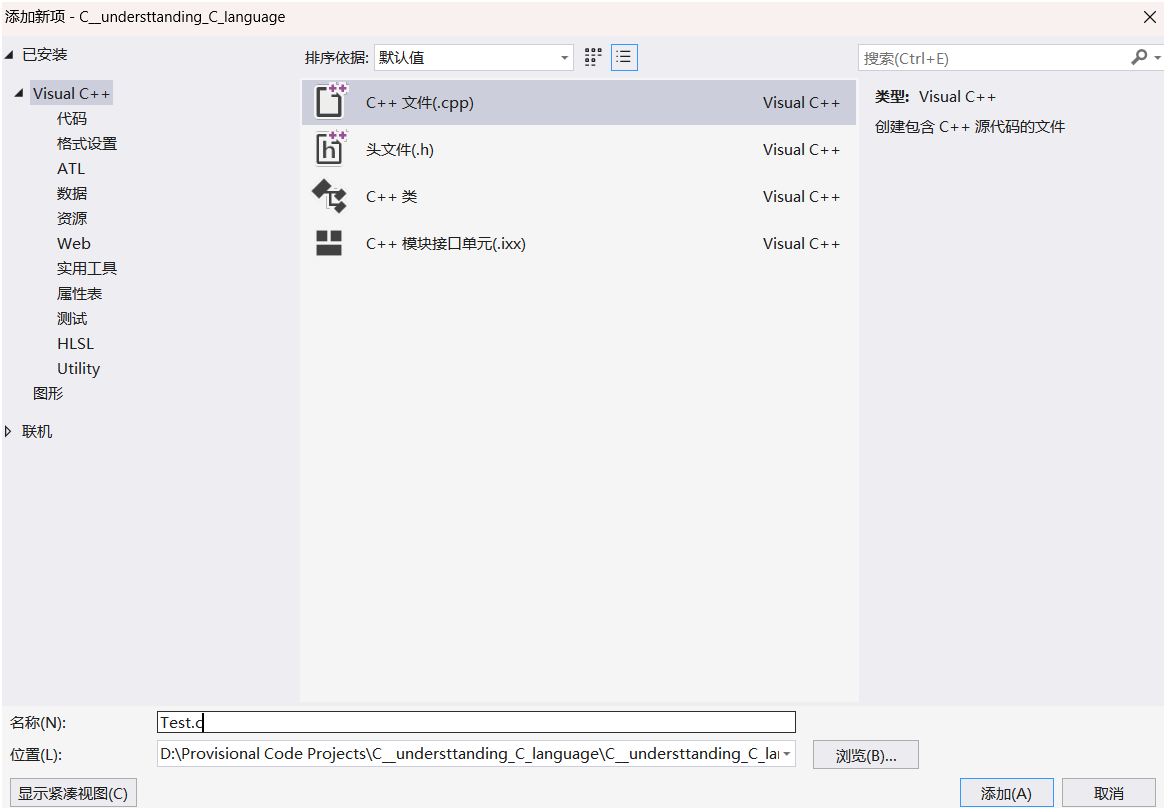 添加新项 - C__understtanding_C_language
已安装
Visual C++
代码
格式设置
ATL
数据
资源
Web
实用工具
属性表
测试
HLSL
Utility
图形
联机
排序依据: 默认值
C++ 文件(.cpp) Visual C++
头文件(.h) Visual C++
C++ 类 Visual C++
C++ 模块接口单元(.ixx) Visual C++
搜索(Ctrl+E)
类型: Visual C++
创建包含 C++ 源代码的文件
名称(N): Test.c
位置(L): D:\Provisional Code Projects\C__understtanding_C_language\C__understtanding_C_la
浏览(B)...
显示紧凑视图(C)
添加(A) 取消